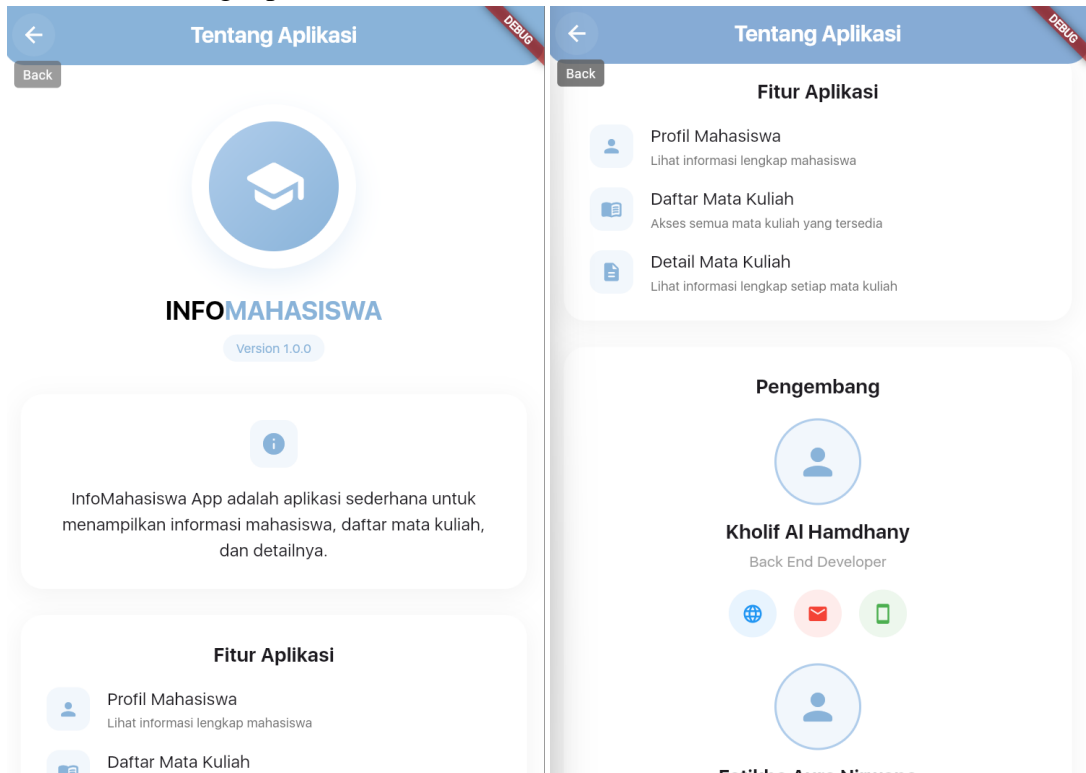 Tentang Aplikasi
DEBUG
Back
INFOMAHASISWA
Version 1.0.0
InfoMahasiswa App adalah aplikasi sederhana untuk
menampilkan informasi mahasiswa, daftar mata kuliah,
dan detailnya.
Fitur Aplikasi
Profil Mahasiswa
Lihat informasi lengkap mahasiswa
Daftar Mata Kuliah
Tentang Aplikasi
DEBUG
Back
Fitur Aplikasi
Profil Mahasiswa
Lihat informasi lengkap mahasiswa
Daftar Mata Kuliah
Akses semua mata kuliah yang tersedia
Detail Mata Kuliah
Lihat informasi lengkap setiap mata kuliah
Pengembang
Kholif Al Hamdhany
Back End Developer